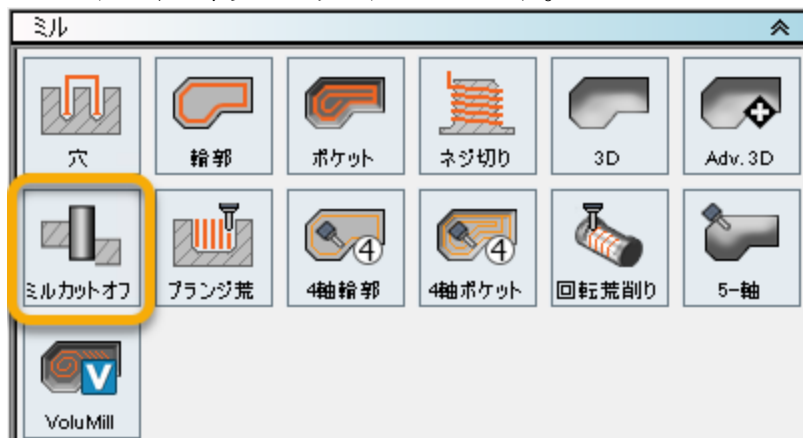 ミル
穴
輪郭
ポケット
ネジ切り
3D
Adv. 3D
ミルカットオフ
プランジ荒
4軸輪郭
4軸ポケット
回転荒削り
5-軸
VoluMill